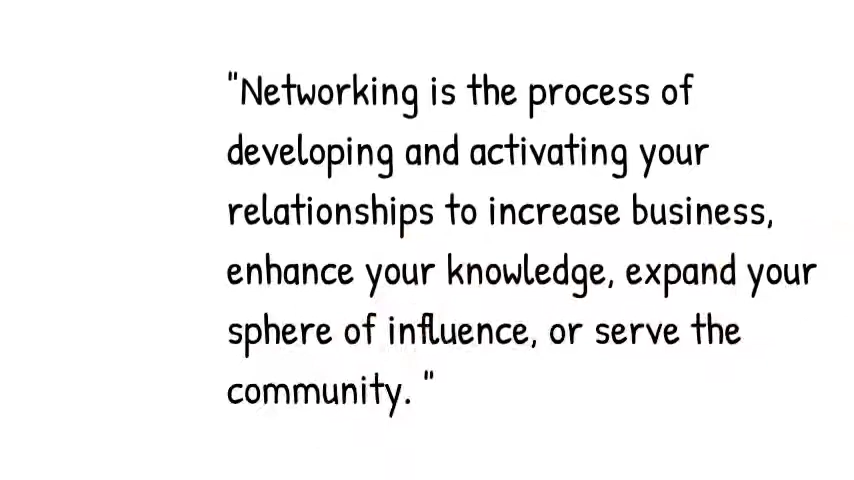 "Networking is the process of
developing and activating your
relationships to increase business,
enhance your knowledge, expand your
sphere of influence, or serve the
community. "